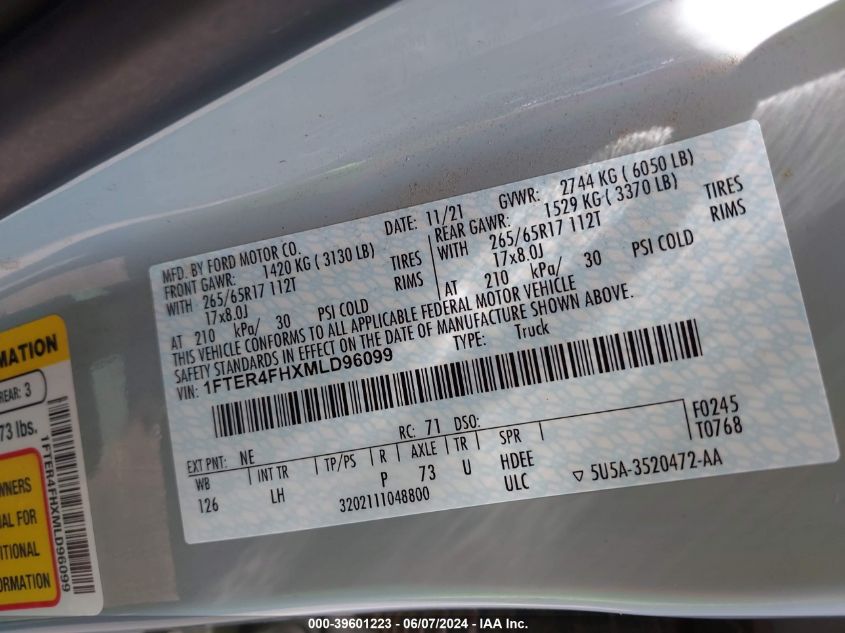 MFD. BY FORD MOTOR CO. DATE: 11/21 GVWR: 2744 KG ( 6050 LB)
FRONT GAWR: 1420 KG ( 3130 LB) REAR GAWR: 1529 KG ( 3370 LB)
WITH 265/65R17 112T TIRES WITH 265/65R17 112T TIRES
17x8.0J RIMS 17x8.0J RIMS
AT 210 kPa/ 30 PSI COLD AT 210 kPa/ 30 PSI COLD
THIS VEHICLE CONFORMS TO ALL APPLICABLE FEDERAL MOTOR VEHICLE
SAFETY STANDARDS IN EFFECT ON THE DATE OF MANUFACTURE SHOWN ABOVE.
VIN: 1FTER4FHXMLD96099 TYPE: Truck
EXT PNT: NE RC: 71 DSO: F0245
WB INT TR TP/PS R AXLE TR SPR T0768
126 LH P 73 U HDEE
3202111048800 ULC 5U5A-3520472-AA
MATION
REAR: 3
73 lbs.
1FTER4FHXMLD96099
WNERS
AL FOR
ITIONAL
ORMATION
000-39601223 - 06/07/2024 - IAA Inc.